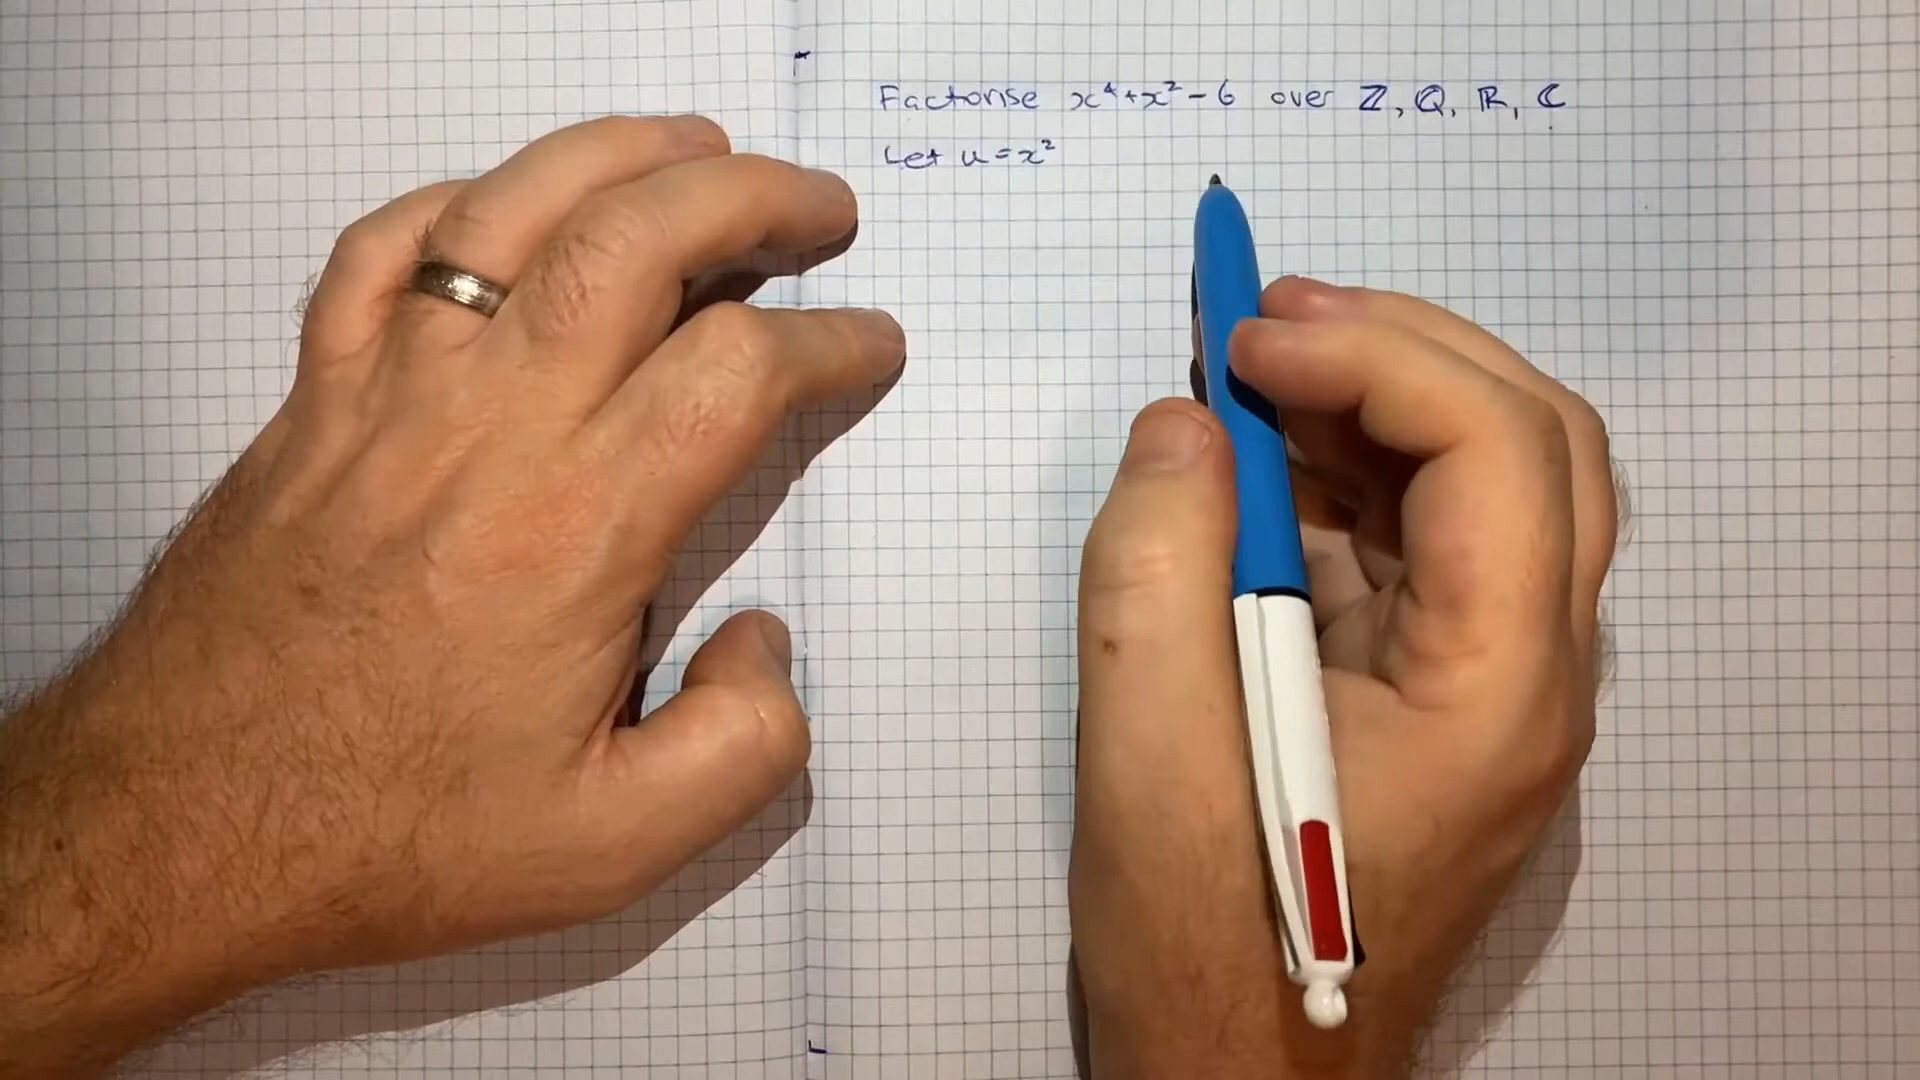 Factorise x⁴+x²-6 over ℤ, ℚ, ℝ, ℂ
Let u=x²